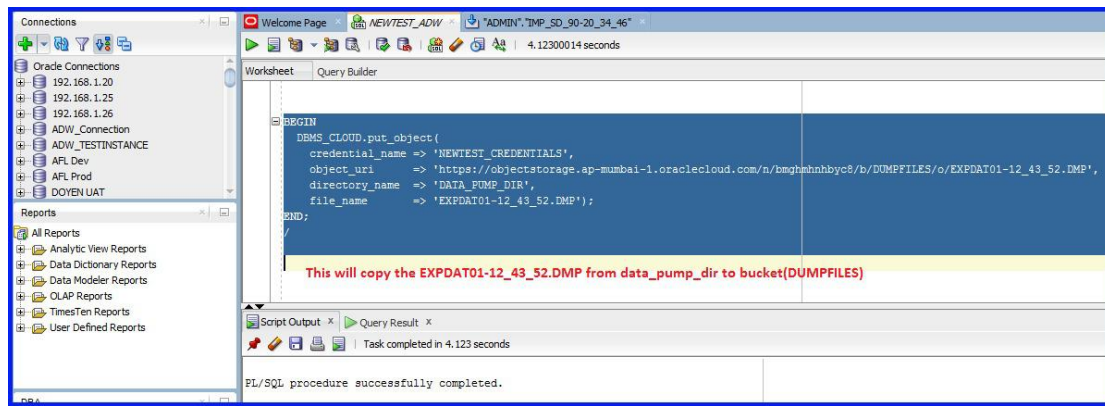 Connections
Oracle Connections
192.168.1.20
192.168.1.25
192.168.1.26
ADW_Connection
ADW_TESTINSTANCE
AFL Dev
AFL Prod
DOYEN UAT
Reports
All Reports
Analytic View Reports
Data Dictionary Reports
Data Modeler Reports
OLAP Reports
TimesTen Reports
User Defined Reports
Welcome Page
NEWTEST_ADW
"ADMIN"."IMP_SD_90-20_34_46"
4.12300014 seconds
Worksheet Query Builder
BEGIN
DBMS_CLOUD.put_object(
credential_name => 'NEWTEST_CREDENTIALS',
object_uri => 'https://objectstorage.ap-mumbai-1.oraclecloud.com/n/bmghmhnhbyc8/b/DUMPFILES/o/EXPDAT01-12_43_52.DMP',
directory_name => 'DATA_PUMP_DIR',
file_name => 'EXPDAT01-12_43_52.DMP');
END;
/
This will copy the EXPDAT01-12_43_52.DMP from data_pump_dir to bucket(DUMPFILES)
Script Output x Query Result x
Task completed in 4.123 seconds
PL/SQL procedure successfully completed.